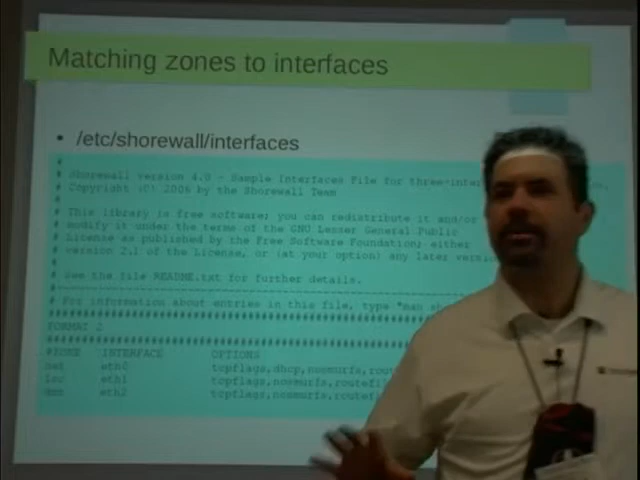 Matching zones to interfaces
• /etc/shorewall/interfaces
#
# Shorewall version 4.0 - Sample Interfaces File for three-inter
# Copyright (C) 2006 by the Shorewall Team
#
# This library is free software; you can redistribute it and/or
# modify it under the terms of the GNU Lesser General Public
# License as published by the Free Software Foundation; either
# version 2.1 of the License, or (at your option) any later versio
#
# See the file README.txt for further details.
#
# For information about entries in this file, type "man sh
FORMAT 2
#ZONE INTERFACE OPTIONS
net eth0 tcpflags,dhcp,nosmurfs,rout
loc eth1 tcpflags,nosmurfs,routefil
dmz eth2 tcpflags,nosmurfs,routef